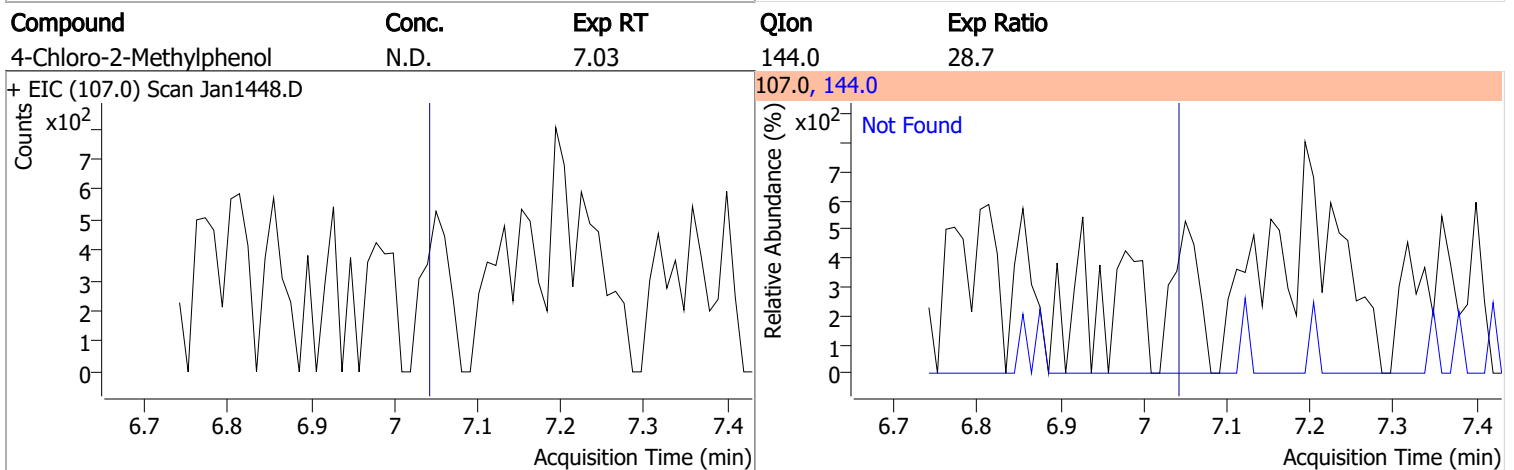 Compound Conc. Exp RT QIon Exp Ratio
4-Chloro-2-Methylphenol N.D. 7.03 144.0 28.7
+ EIC (107.0) Scan Jan1448.D
Counts
x10²
7
6
5
4
3
2
1
0
6.7 6.8 6.9 7 7.1 7.2 7.3 7.4
Acquisition Time (min)
107.0, 144.0
Relative Abundance (%)
x10²
Not Found
7
6
5
4
3
2
1
0
6.7 6.8 6.9 7 7.1 7.2 7.3 7.4
Acquisition Time (min)